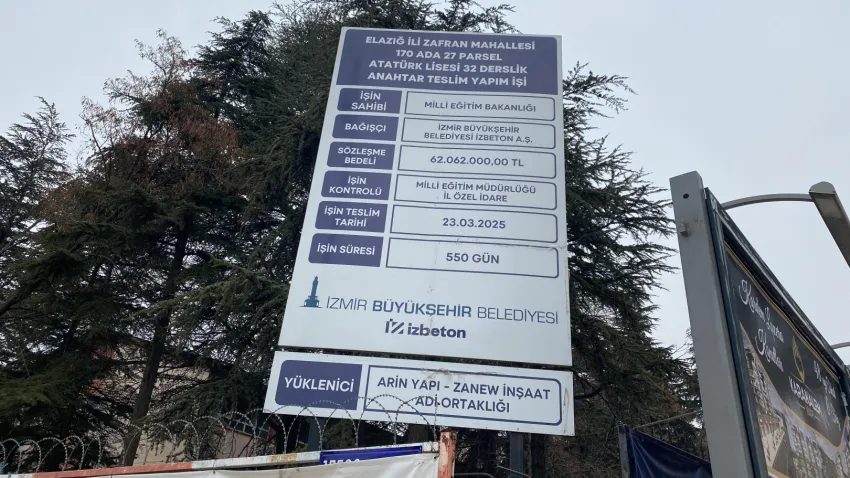 ELAZIĞ İLİ ZAFRAN MAHALLESİ
170 ADA 27 PARSEL
ATATÜRK LİSESİ 32 DERSLİK
ANAHTAR TESLİM YAPIM İŞİ
İŞİN SAHİBİ
MİLLİ EĞİTİM BAKANLIĞI
BAĞIŞÇI
İZMİR BÜYÜKŞEHİR
BELEDİYESİ İZBETON A.Ş.
SÖZLEŞME BEDELİ
62.062.000,00 TL
İŞİN KONTROLÜ
MİLLİ EĞİTİM MÜDÜRLÜĞÜ
İL ÖZEL İDARE
İŞİN TESLİM TARİHİ
23.03.2025
İŞİN SÜRESİ
550 GÜN
İZMİR BÜYÜKŞEHİR BELEDİYESİ
izbeton
YÜKLENİCİ
ARİN YAPI - ZANEW İNŞAAT
ADİ ORTAKLIĞI